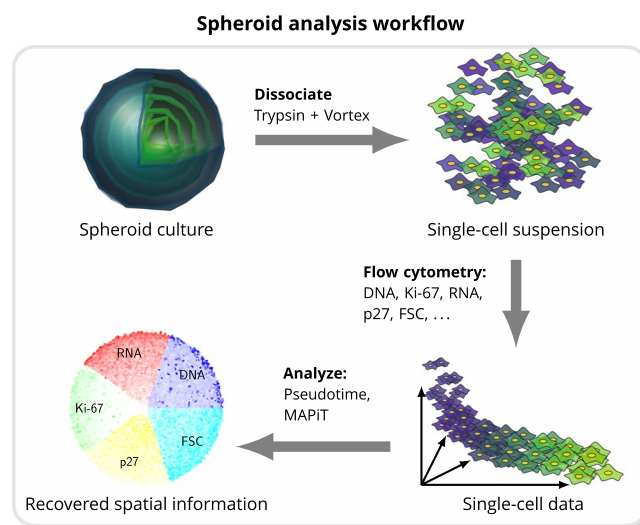 Spheroid analysis workflow
Dissociate
Trypsin + Vortex
Spheroid culture
Single-cell suspension
Flow cytometry:
DNA, Ki-67, RNA,
p27, FSC, ...
RNA
DNA
Ki-67
FSC
p27
Analyze:
Pseudotime,
MAPiT
Recovered spatial information
Single-cell data